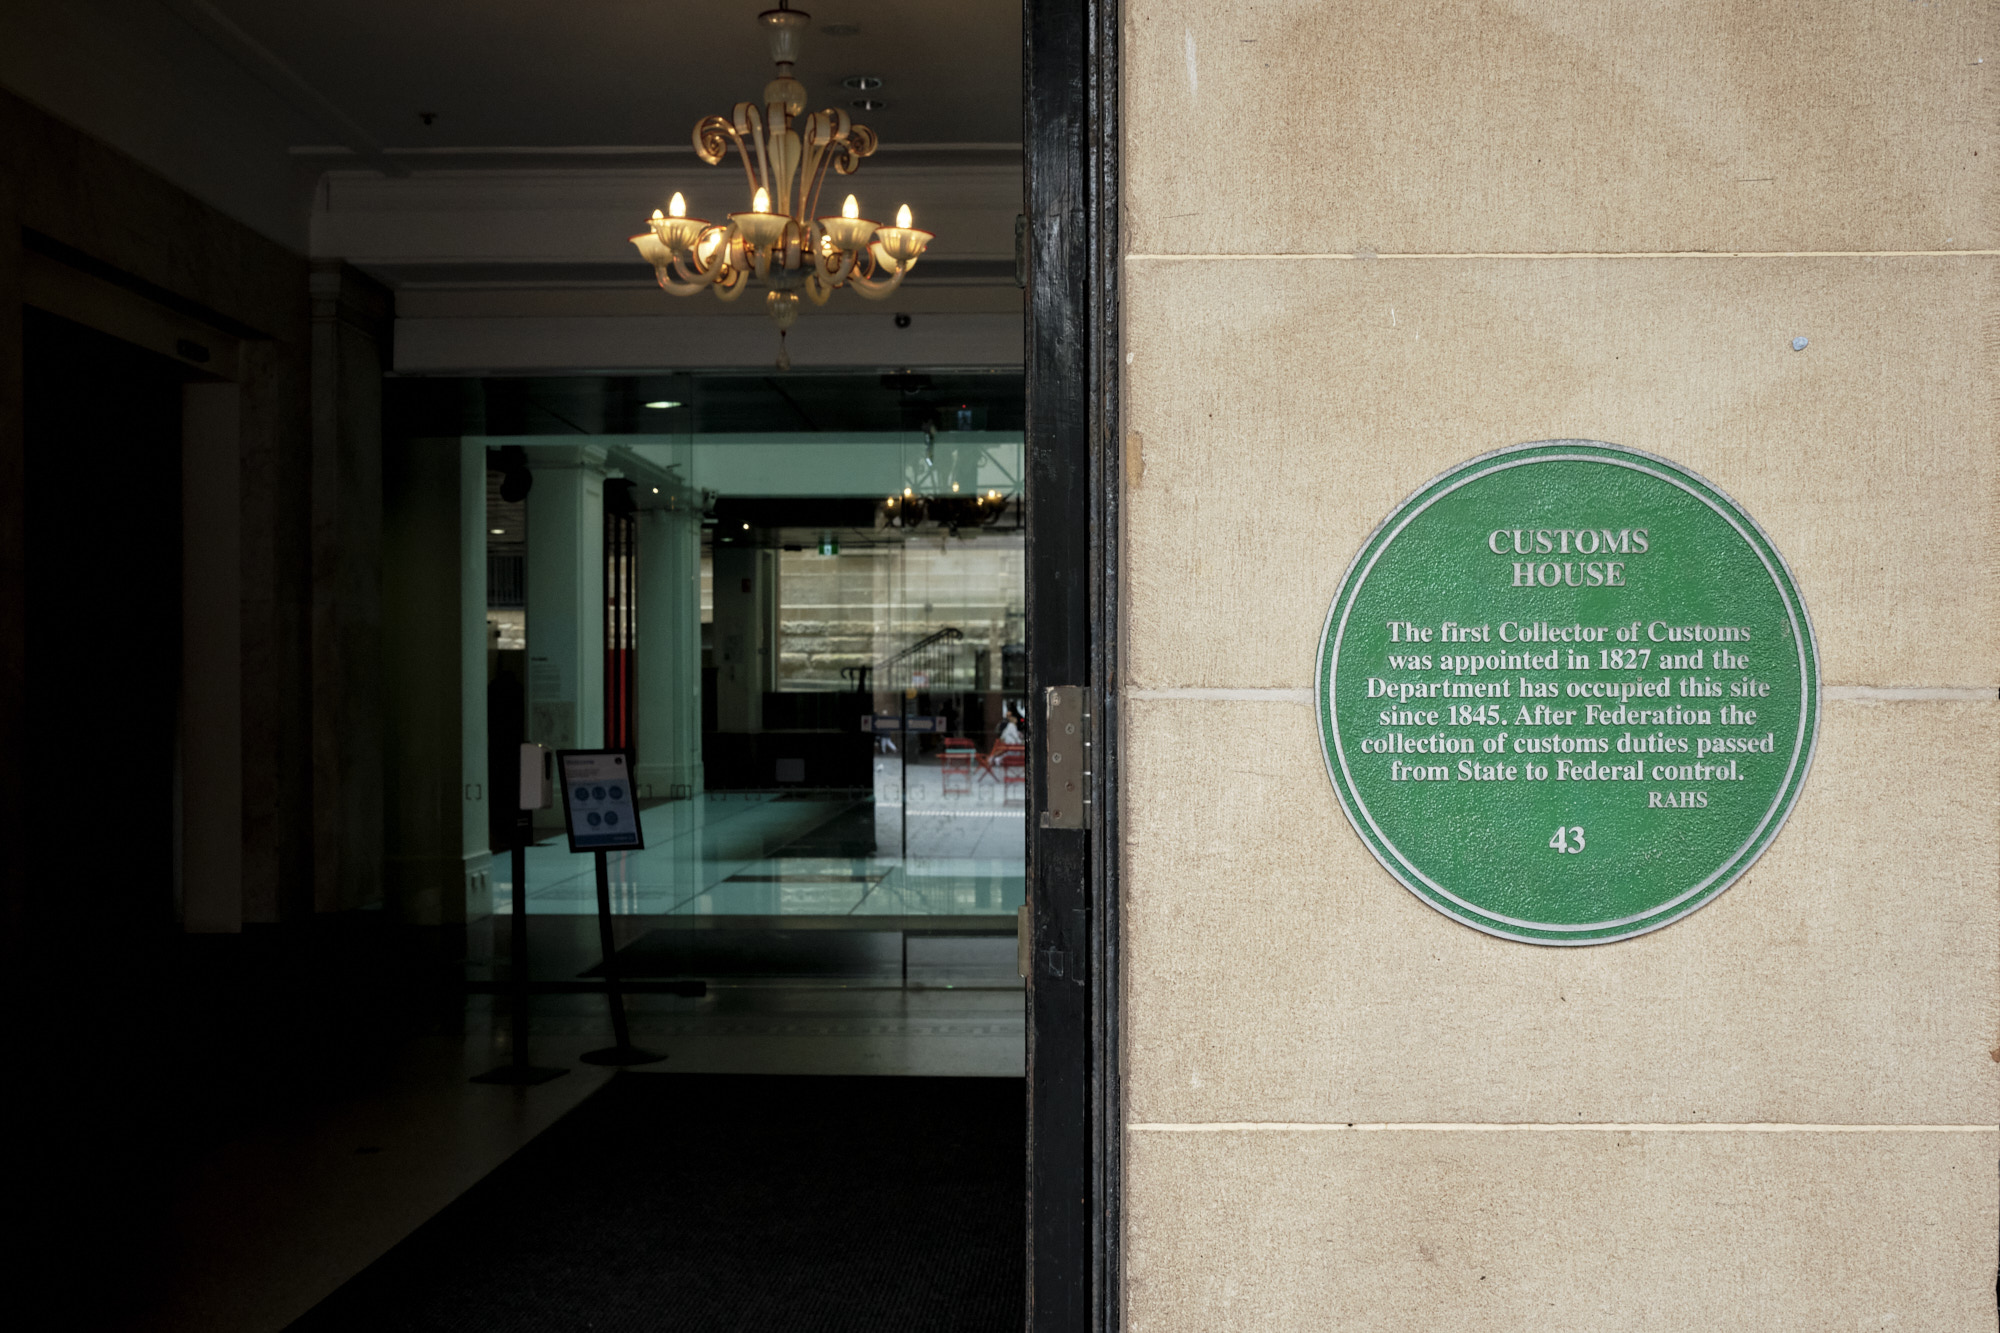 CUSTOMS
HOUSE
The first Collector of Customs
was appointed in 1827 and the
Department has occupied this site
since 1845. After Federation the
collection of customs duties passed
from State to Federal control.
RAHS
43